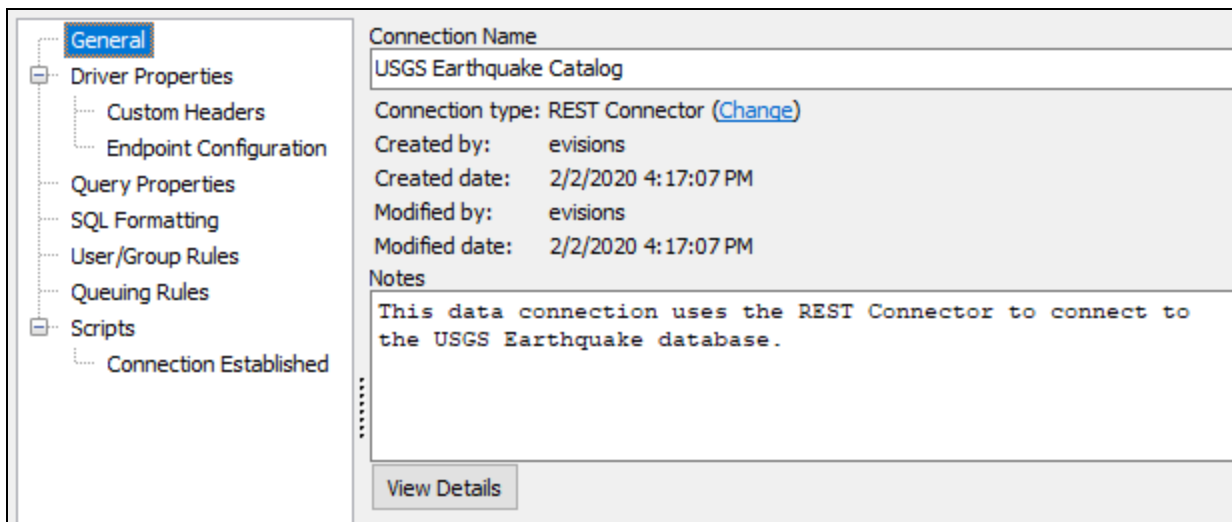 General
Driver Properties
Custom Headers
Endpoint Configuration
Query Properties
SQL Formatting
User/Group Rules
Queuing Rules
Scripts
Connection Established
Connection Name
USGS Earthquake Catalog
Connection type: REST Connector (Change)
Created by: evisions
Created date: 2/2/2020 4:17:07 PM
Modified by: evisions
Modified date: 2/2/2020 4:17:07 PM
Notes
This data connection uses the REST Connector to connect to
the USGS Earthquake database.
View Details